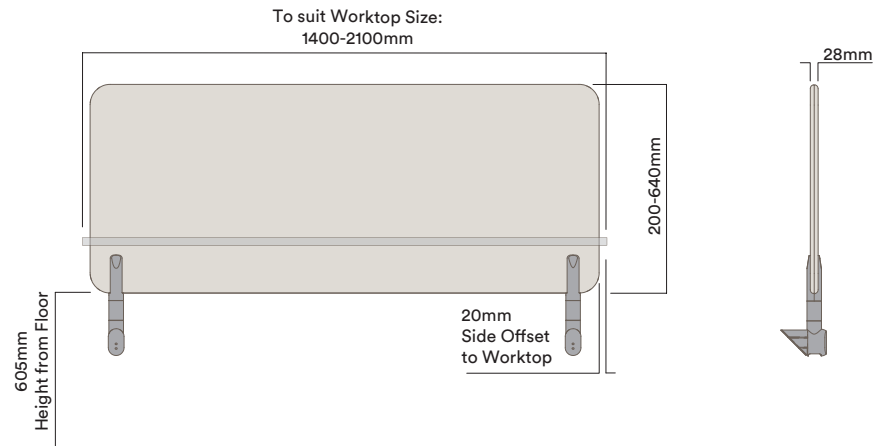 To suit Worktop Size:
1400-2100mm
28mm
200-640mm
20mm
Side Offset
to Worktop
605mm
Height from Floor